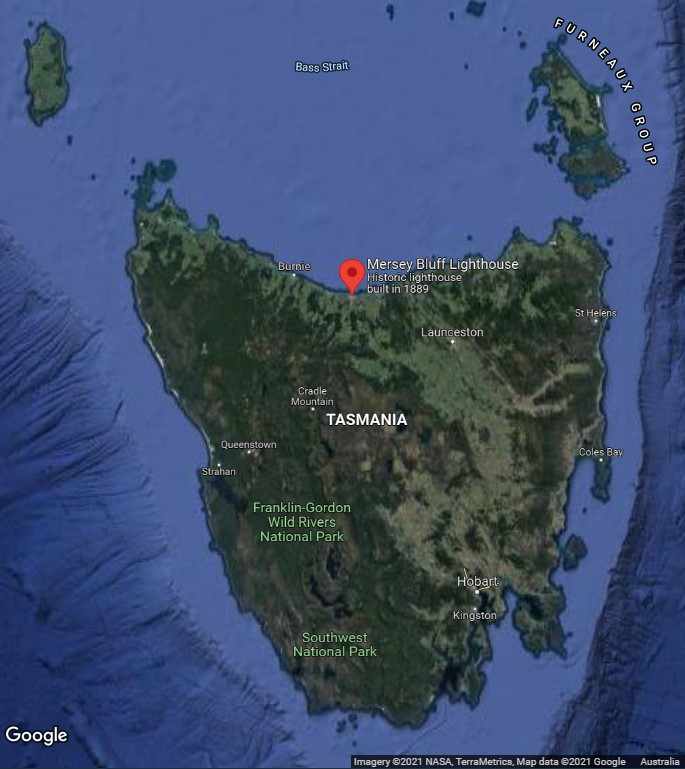 FURNEAUX GROUP
Bass Strait
Burnie
Mersey Bluff Lighthouse
Historic lighthouse
built in 1889
St Helens
Launceston
Cradle
Mountain
TASMANIA
Queenstown
Coles Bay
Strahan
Franklin-Gordon
Wild Rivers
National Park
Hobart
Kingston
Southwest
National Park
Google
Imagery ©2021 NASA, TerraMetrics, Map data ©2021 Google Australia